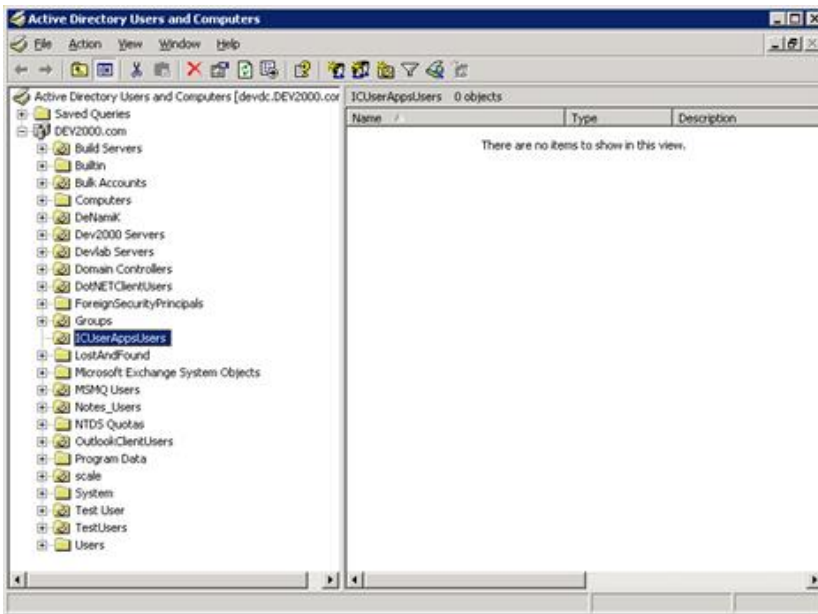 Active Directory Users and Computers
File Action View Window Help
Active Directory Users and Computers [devdc.DEV2000.cor
ICUserAppsUsers 0 objects
Saved Queries
Name Type Description
DEV2000.com
There are no items to show in this view.
Build Servers
Builtin
Bulk Accounts
Computers
DeNamiK
Dev2000 Servers
Devlab Servers
Domain Controllers
DotNETClientUsers
ForeignSecurityPrincipals
Groups
ICUserAppsUsers
LostAndFound
Microsoft Exchange System Objects
MSMQ Users
Notes_Users
NTDS Quotas
OutlookClientUsers
Program Data
scale
System
Test User
TestUsers
Users